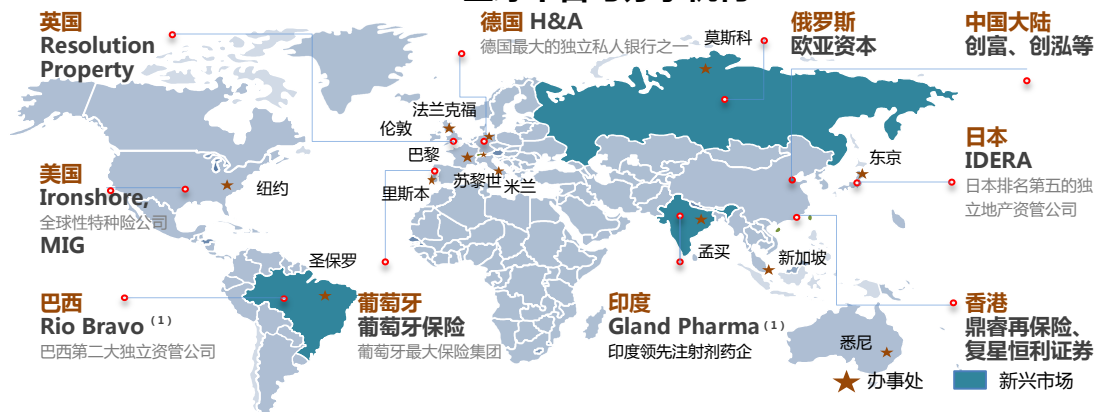 英国
Resolution
Property
德国 H&A
德国最大的独立私人银行之一
莫斯科
俄罗斯
欧亚资本
中国大陆
创富、创泓等
法兰克福
伦敦
巴黎
苏黎世
米兰
里斯本
东京
日本
IDERA
日本排名第五的独
立地产资管公司
美国
Ironshore,
全球性特种险公司
MIG
纽约
孟买
新加坡
圣保罗
巴西
Rio Bravo (1)
巴西第二大独立资管公司
葡萄牙
葡萄牙保险
葡萄牙最大保险集团
印度
Gland Pharma (1)
印度领先注射剂药企
悉尼
香港
鼎睿再保险、
复星恒利证券
办事处
新兴市场